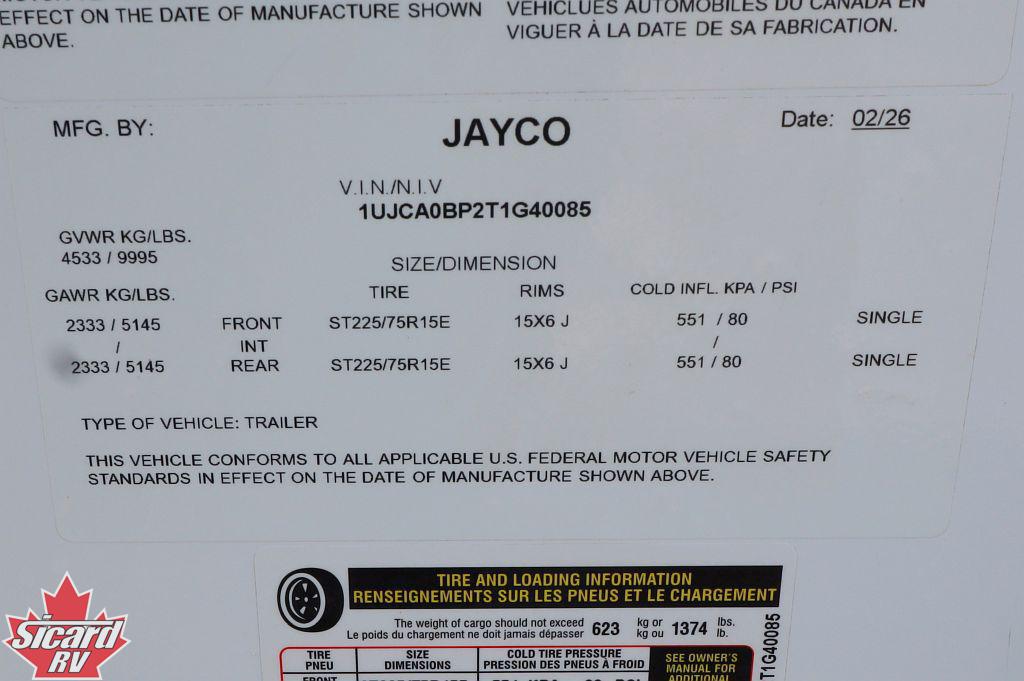 EFFECT ON THE DATE OF MANUFACTURE SHOWN
ABOVE.
VEHICLUES AUTOMOBILES DU CANADA EN
VIGUER À LA DATE DE SA FABRICATION.
MFG. BY: JAYCO Date: 02/26
V.I.N./N.I.V
1UJCA0BP2T1G40085
GVWR KG/LBS.
4533 / 9995
SIZE/DIMENSION
GAWR KG/LBS. TIRE RIMS COLD INFL. KPA / PSI
2333 / 5145 FRONT ST225/75R15E 15X6 J 551 / 80 SINGLE
/ INT /
2333 / 5145 REAR ST225/75R15E 15X6 J 551 / 80 SINGLE
TYPE OF VEHICLE: TRAILER
THIS VEHICLE CONFORMS TO ALL APPLICABLE U.S. FEDERAL MOTOR VEHICLE SAFETY
STANDARDS IN EFFECT ON THE DATE OF MANUFACTURE SHOWN ABOVE.
TIRE AND LOADING INFORMATION
RENSEIGNEMENTS SUR LES PNEUS ET LE CHARGEMENT
The weight of cargo should not exceed 623 kg or 1374 lbs.
Le poids du chargement ne doit jamais dépasser kg ou lb.
TIRE SIZE COLD TIRE PRESSURE SEE OWNER'S
PNEU DIMENSIONS PRESSION DES PNEUS À FROID MANUAL FOR
FRONT ADDITIONAL
T1G40085
Sicard
RV